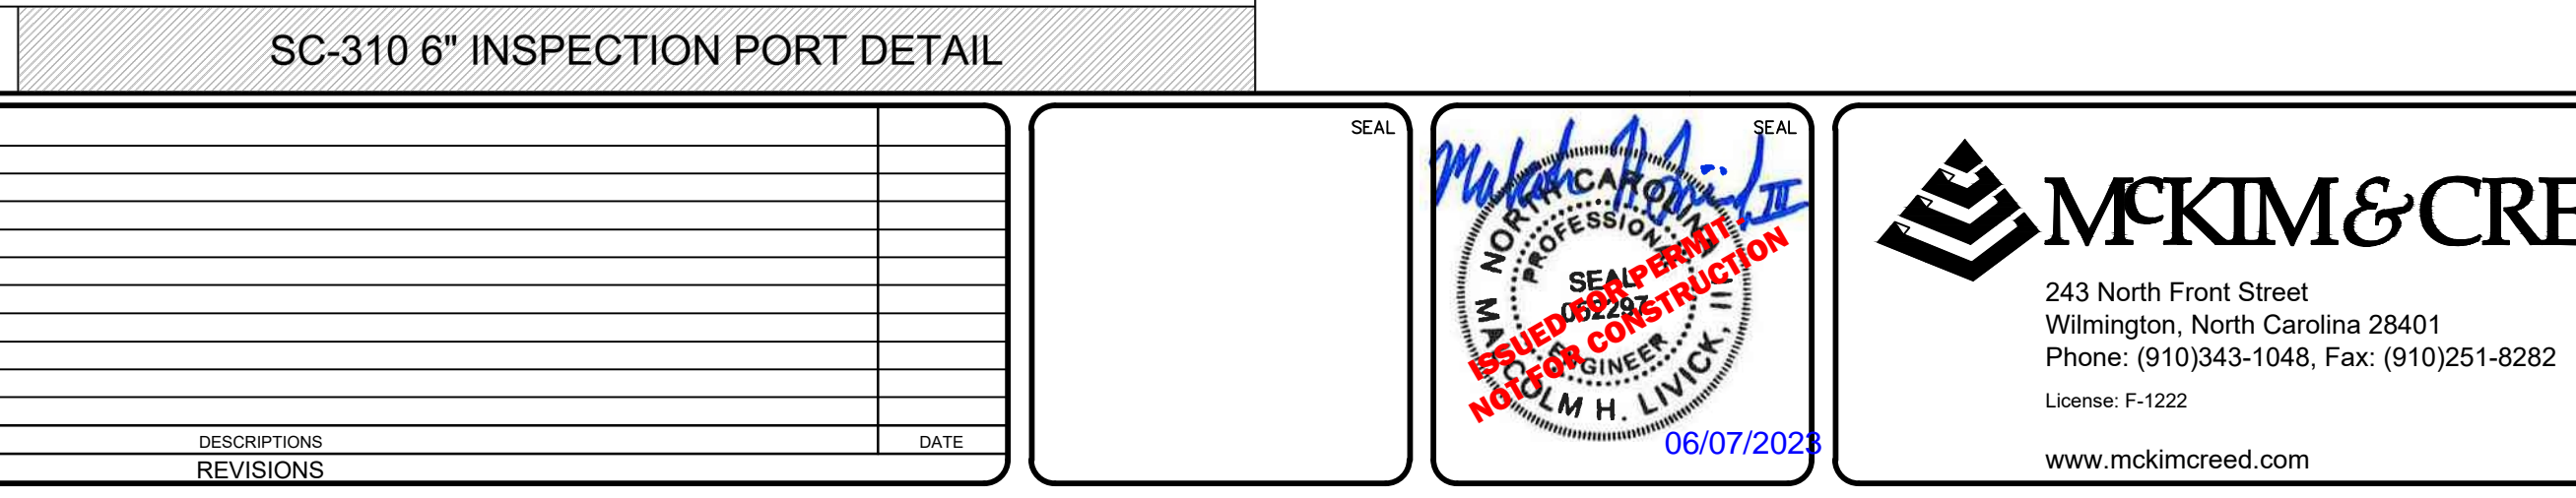 SC-310 6" INSPECTION PORT DETAIL
DESCRIPTIONS
DATE
REVISIONS
SEAL
SEAL
NORTH CAROLINA
PROFESSIONAL
SEAL
062297
ENGINEER
MALCOLM H. LIVICK, III
ISSUED FOR PERMIT -
NOT FOR CONSTRUCTION
06/07/2023
MCKIM&CRE
243 North Front Street
Wilmington, North Carolina 28401
Phone: (910)343-1048, Fax: (910)251-8282
License: F-1222
www.mckimcreed.com